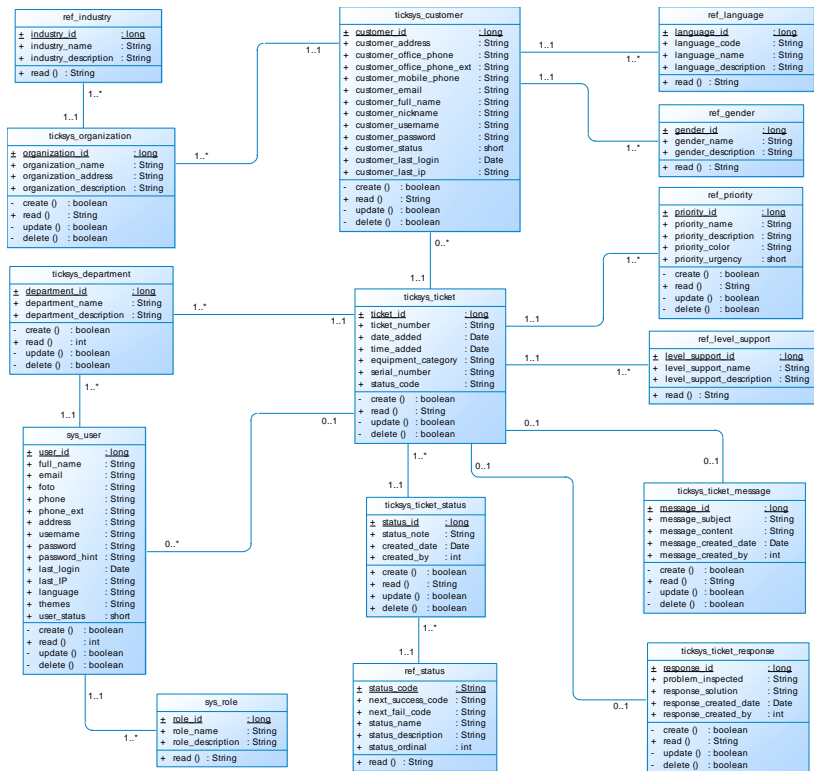 ref_industry
+ industry_id : long
+ industry_name : String
+ industry_description : String
+ read () : String
1..*
1..1
ticksys_organization
+ organization_id : long
+ organization_name : String
+ organization_address : String
+ organization_description : String
- create () : boolean
+ read () : String
- update () : boolean
- delete () : boolean
1..*
1..1
ticksys_customer
+ customer_id : long
+ customer_address : String
+ customer_office_phone : String
+ customer_office_phone_ext : String
+ customer_mobile_phone : String
+ customer_email : String
+ customer_full_name : String
+ customer_nickname : String
+ customer_username : String
+ customer_password : String
+ customer_status : short
+ customer_last_login : Date
+ customer_last_ip : String
- create () : boolean
+ read () : String
- update () : boolean
- delete () : boolean
1..1
1..*
ref_language
+ language_id : long
+ language_code : String
+ language_name : String
+ language_description : String
+ read () : String
1..1
1..*
ref_gender
+ gender_id : long
+ gender_name : String
+ gender_description : String
+ read () : String
ref_priority
+ priority_id : long
+ priority_name : String
+ priority_description : String
+ priority_color : String
+ priority_urgency : short
- create () : boolean
+ read () : String
- update () : boolean
- delete () : boolean
1..*
1..1
0..*
1..1
ticksys_department
+ department_id : long
+ department_name : String
+ department_description : String
- create () : boolean
+ read () : int
- update () : boolean
- delete () : boolean
1..*
1..1
1..*
1..1
ticksys_ticket
+ ticket_id : long
+ ticket_number : String
+ date_added : Date
+ time_added : Date
+ equipment_category : String
+ serial_number : String
+ status_code : String
- create () : boolean
+ read () : String
- update () : boolean
- delete () : boolean
1..1
1..*
ref_level_support
+ level_support_id : long
+ level_support_name : String
+ level_support_description : String
+ read () : String
sys_user
+ user_id : long
+ full_name : String
+ email : String
+ foto : String
+ phone : String
+ phone_ext : String
+ address : String
+ username : String
+ password : String
+ password_hint : String
+ last_login : Date
+ last_IP : String
+ language : String
+ themes : String
+ user_status : short
- create () : boolean
+ read () : int
- update () : boolean
- delete () : boolean
0..1
0..*
1..*
1..1
ticksys_ticket_status
+ status_id : long
+ status_note : String
+ created_date : Date
+ created_by : int
+ create () : boolean
+ read () : String
+ update () : boolean
+ delete () : boolean
0..1
0..1
ticksys_ticket_message
+ message_id : long
+ message_subject : String
+ message_content : String
+ message_created_date : Date
+ message_created_by : int
- create () : boolean
+ read () : String
- update () : boolean
- delete () : boolean
0..1
0..1
ticksys_ticket_response
+ response_id : long
+ problem_inspected : String
+ response_solution : String
+ response_created_date : Date
+ response_created_by : int
- create () : boolean
+ read () : String
- update () : boolean
- delete () : boolean
1..*
1..1
ref_status
+ status_code : String
+ next_success_code : String
+ next_fail_code : String
+ status_name : String
+ status_description : String
+ status_ordinal : int
+ read () : String
1..1
1..*
sys_role
+ role_id : long
+ role_name : String
+ role_description : String
+ read () : String